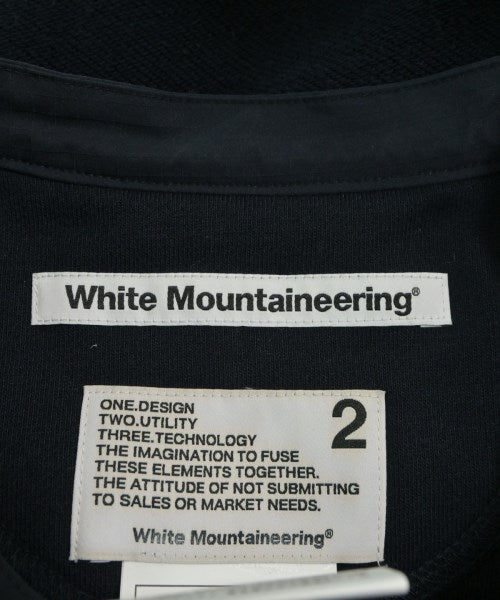 White Mountaineering®
ONE.DESIGN
TWO.UTILITY
THREE.TECHNOLOGY
THE IMAGINATION TO FUSE
THESE ELEMENTS TOGETHER.
THE ATTITUDE OF NOT SUBMITTING
TO SALES OR MARKET NEEDS.
2
White Mountaineering®